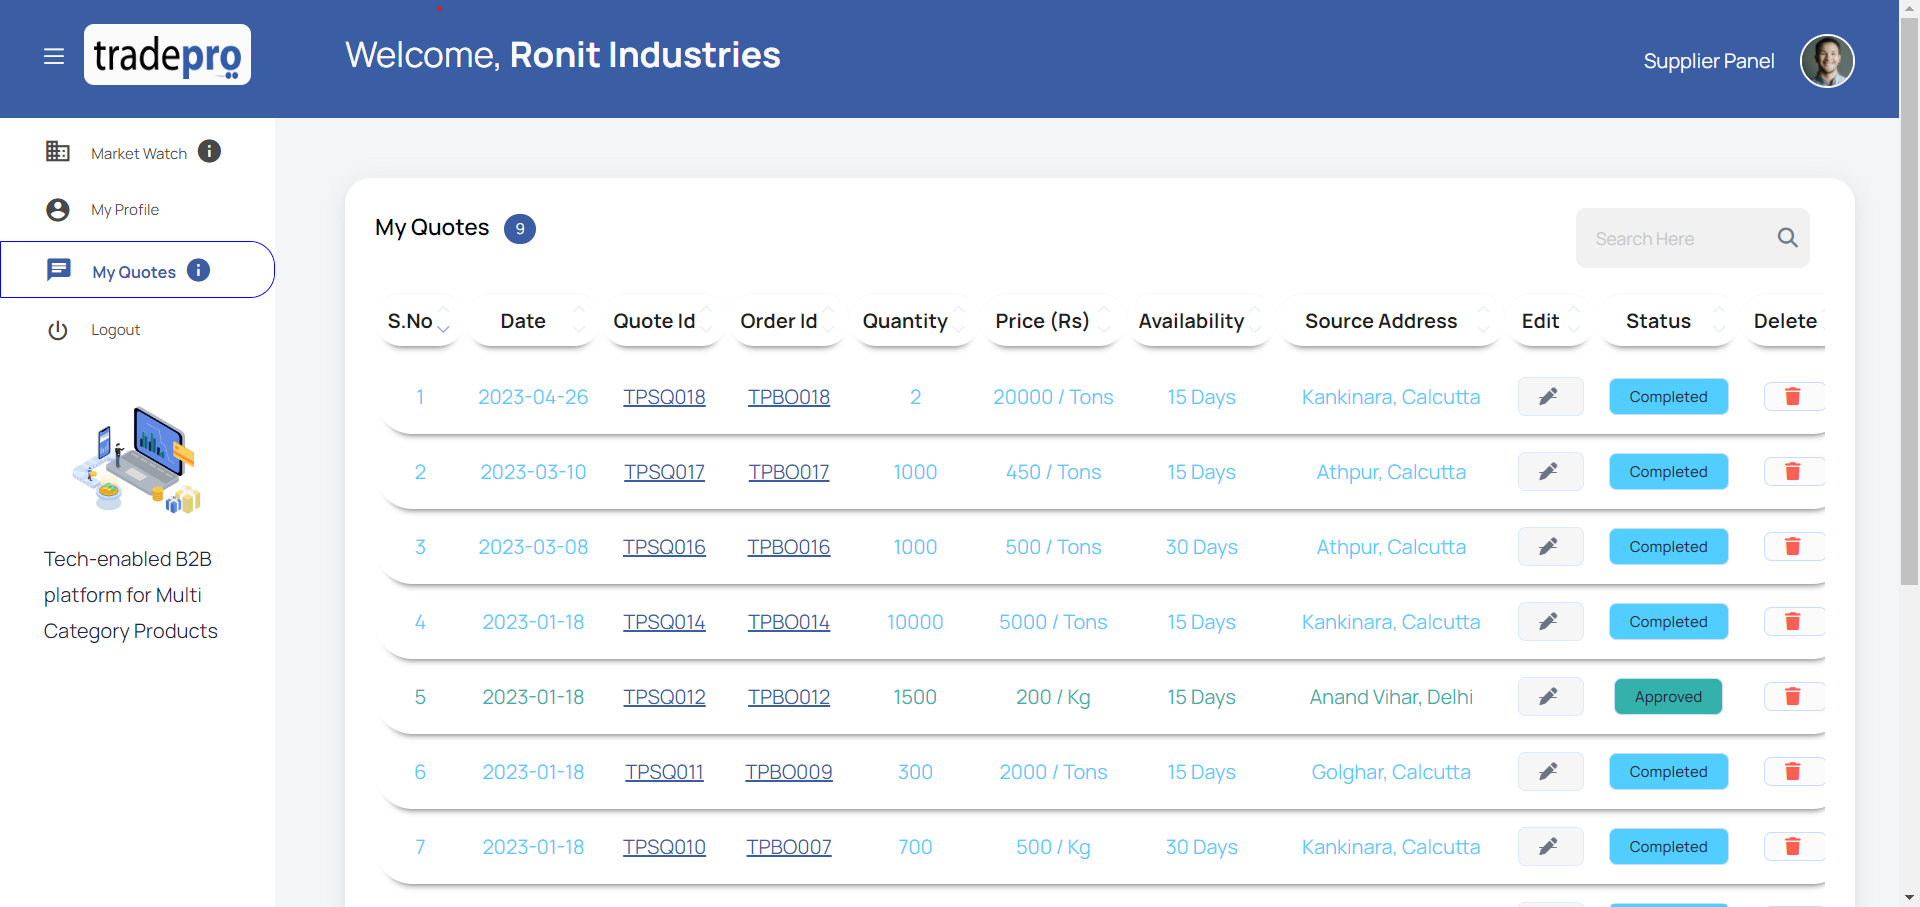 tradepro
Welcome, Ronit Industries
Supplier Panel
Market Watch
My Profile
My Quotes
Logout
Tech-enabled B2B
platform for Multi
Category Products
My Quotes 9
Search Here
S.No Date Quote Id Order Id Quantity Price (Rs) Availability Source Address Edit Status Delete
1 2023-04-26 TPSQ018 TPBO018 2 20000 / Tons 15 Days Kankinara, Calcutta Completed
2 2023-03-10 TPSQ017 TPBO017 1000 450 / Tons 15 Days Athpur, Calcutta Completed
3 2023-03-08 TPSQ016 TPBO016 1000 500 / Tons 30 Days Athpur, Calcutta Completed
4 2023-01-18 TPSQ014 TPBO014 10000 5000 / Tons 15 Days Kankinara, Calcutta Completed
5 2023-01-18 TPSQ012 TPBO012 1500 200 / Kg 15 Days Anand Vihar, Delhi Approved
6 2023-01-18 TPSQ011 TPBO009 300 2000 / Tons 15 Days Golghar, Calcutta Completed
7 2023-01-18 TPSQ010 TPBO007 700 500 / Kg 30 Days Kankinara, Calcutta Completed